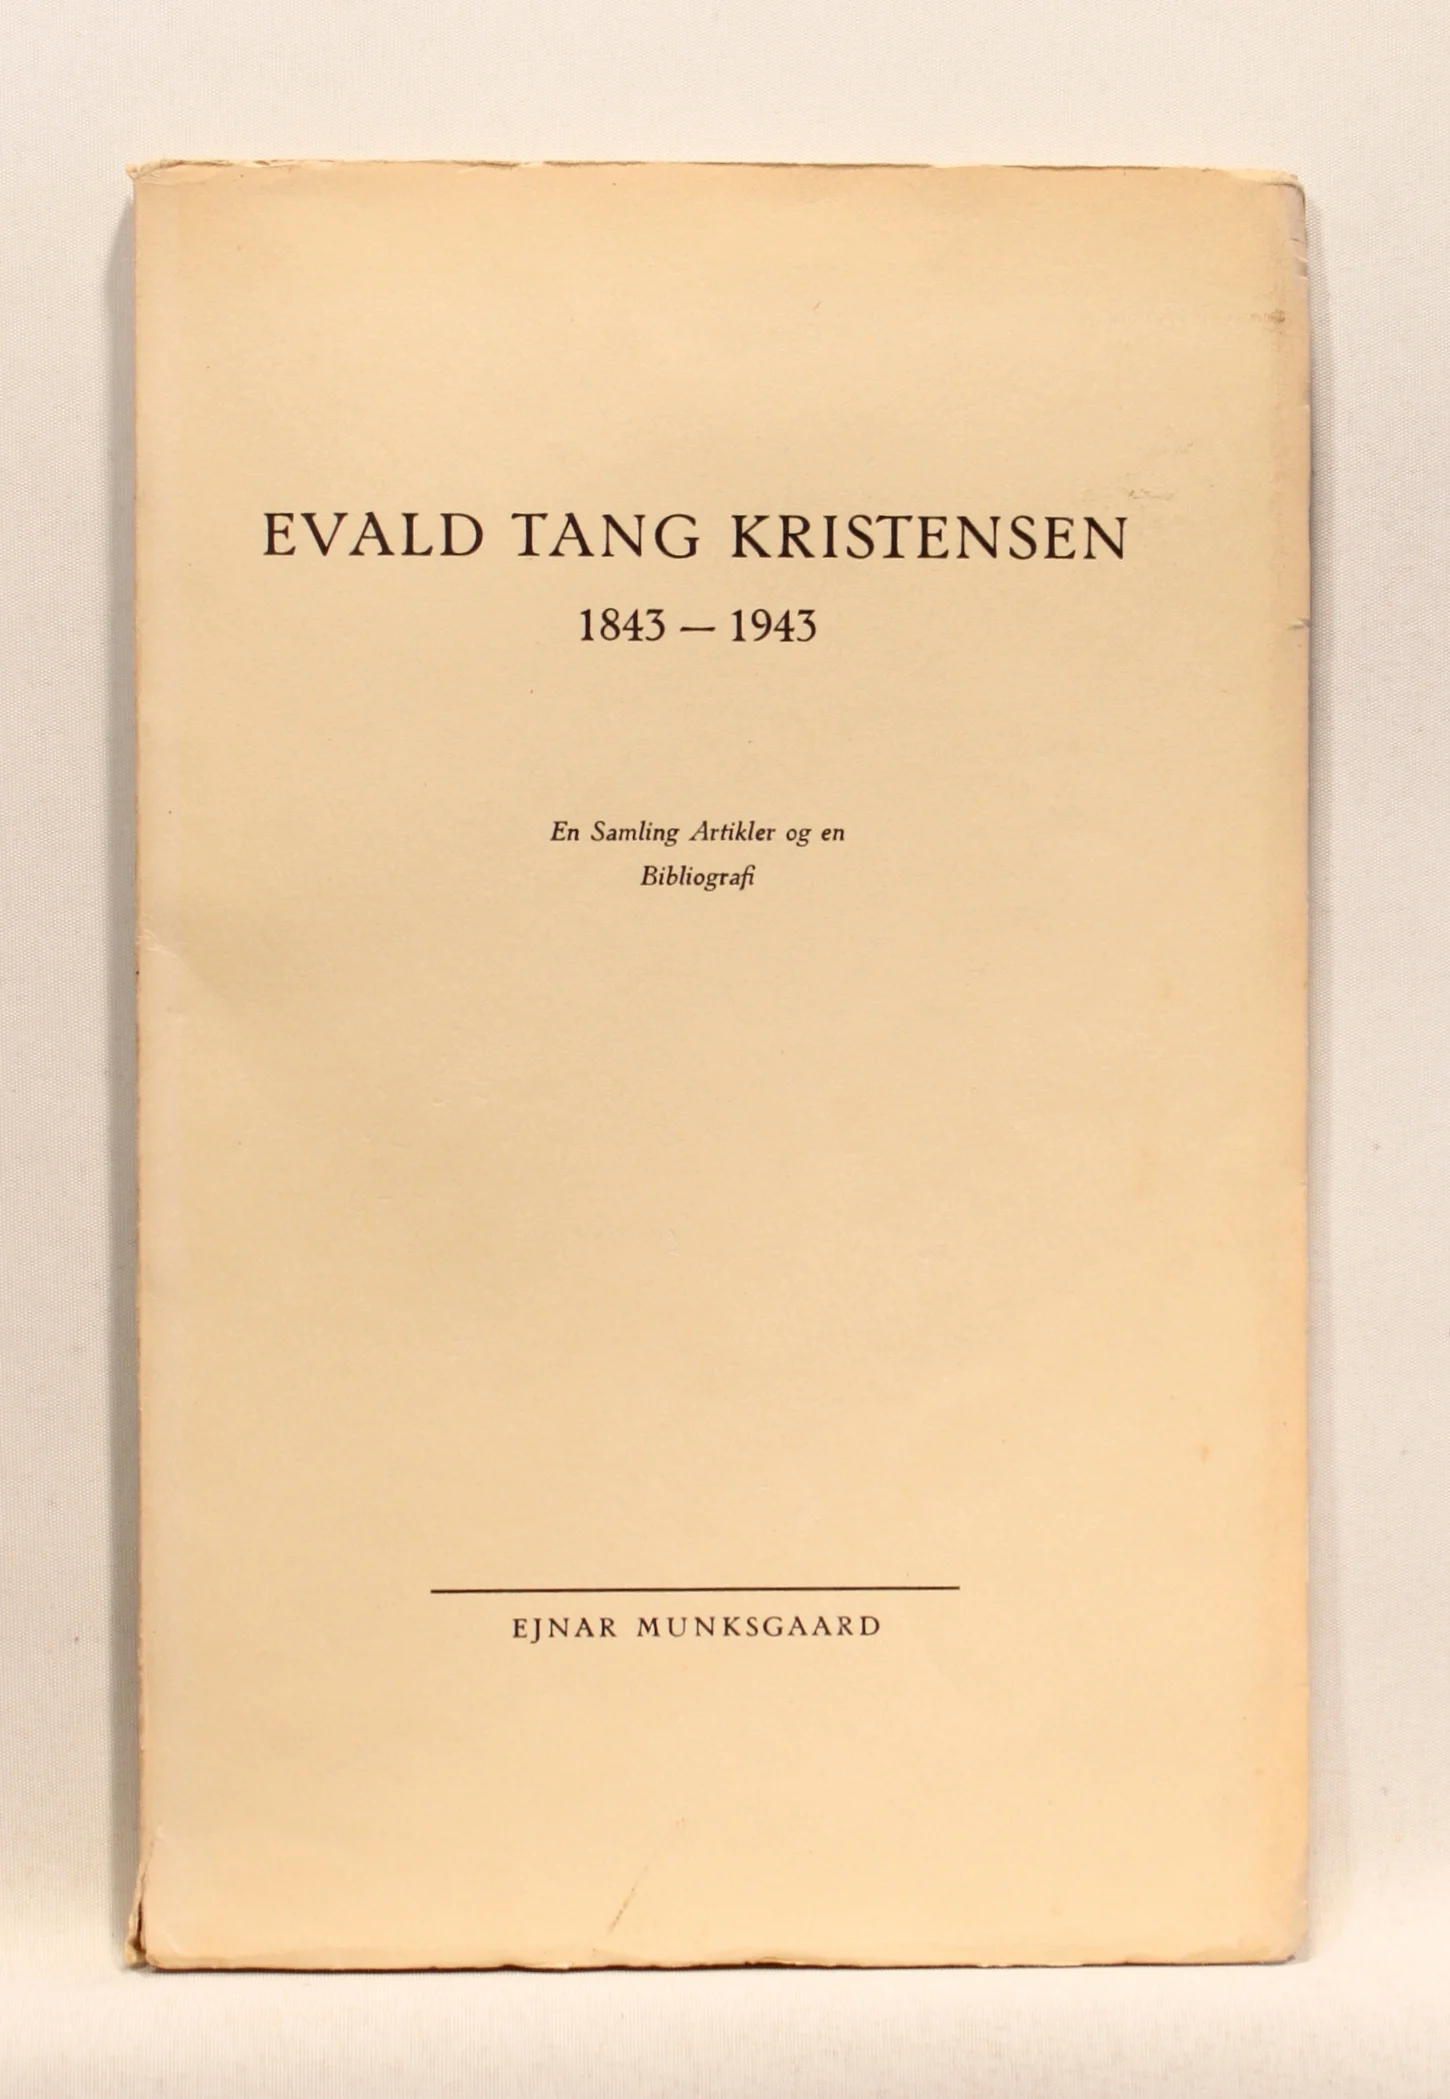 EVALD TANG KRISTENSEN
1843 — 1943
En Samling Artikler og en
Bibliografi
EJNAR MUNKSGAARD